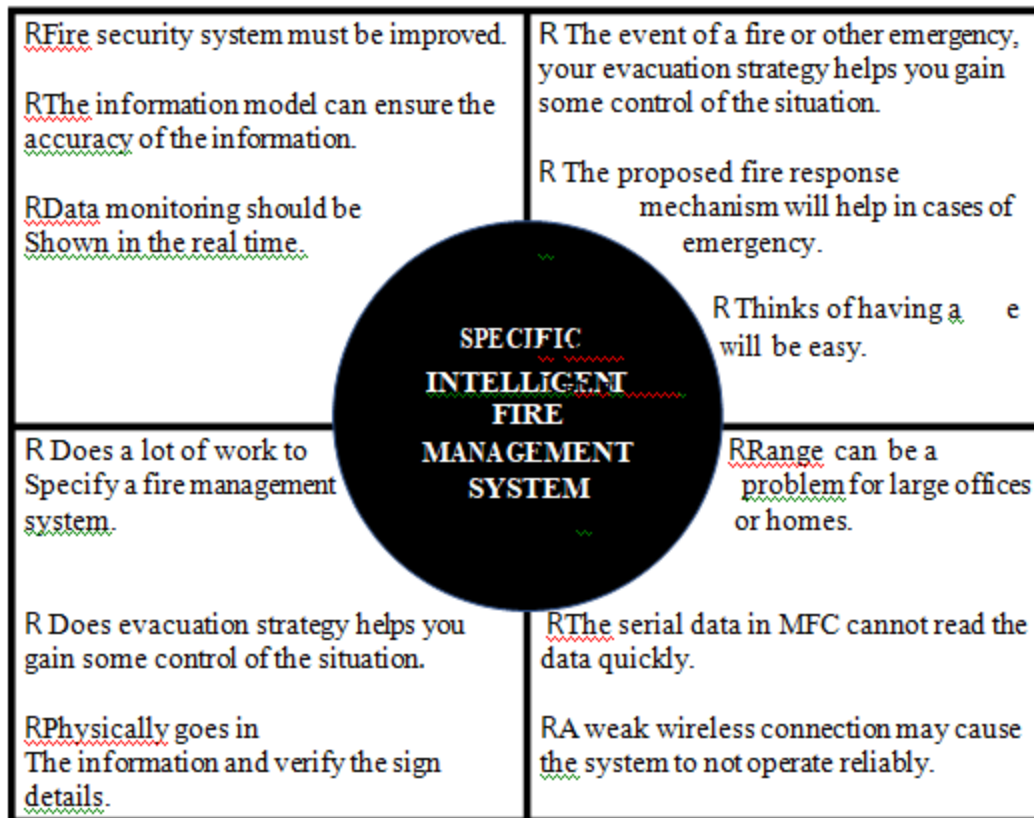 RFire security system must be improved.
RThe information model can ensure the
accuracy of the information.
RData monitoring should be
Shown in the real time.
R The event of a fire or other emergency,
your evacuation strategy helps you gain
some control of the situation.
R The proposed fire response
mechanism will help in cases of
emergency.
R Thinks of having a e
will be easy.
SPECIFIC
INTELLIGENT
FIRE
MANAGEMENT
SYSTEM
R Does a lot of work to
Specify a fire management
system.
R Does evacuation strategy helps you
gain some control of the situation.
RPhysically goes in
The information and verify the sign
details.
RRange can be a
problem for large offices
or homes.
RThe serial data in MFC cannot read the
data quickly.
RA weak wireless connection may cause
the system to not operate reliably.